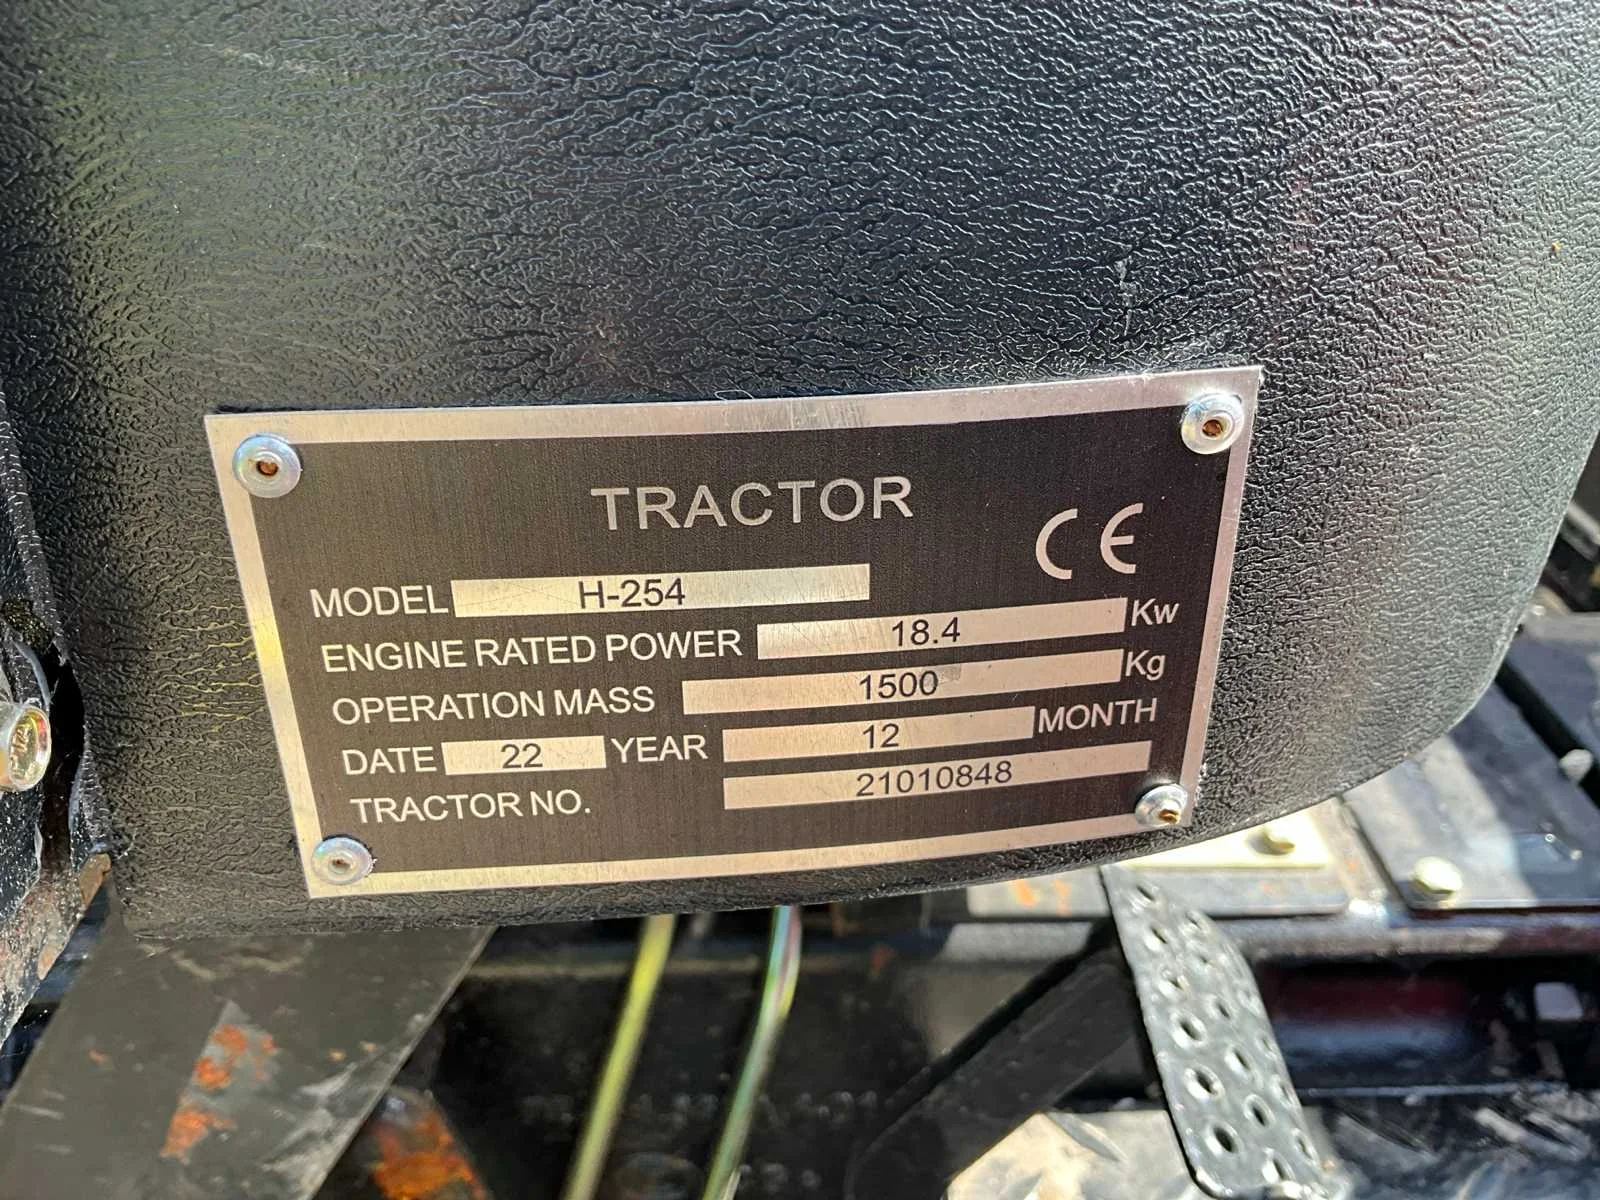 TRACTOR
CE
MODEL H-254
ENGINE RATED POWER 18.4 Kw
OPERATION MASS 1500 Kg
DATE 22 YEAR 12 MONTH
TRACTOR NO. 21010848